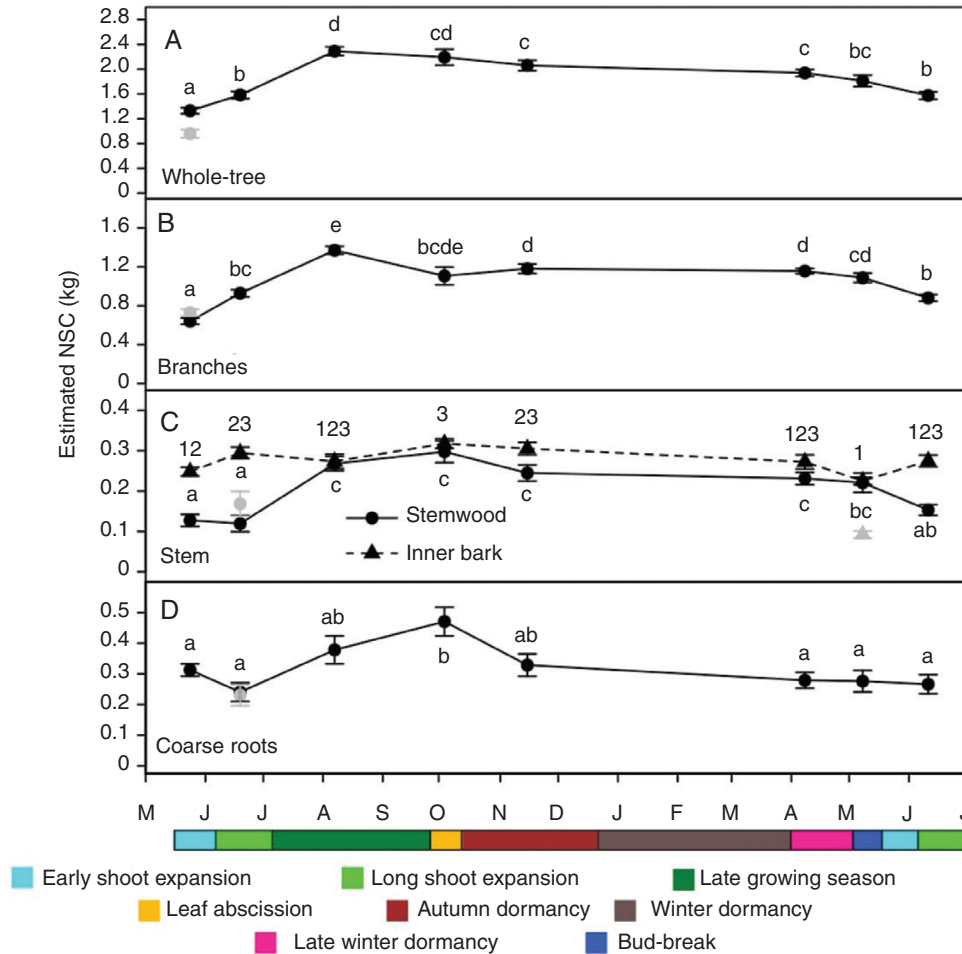 2.8
2.4
2.0
1.6
1.2
0.8
0.4
0
A
a
b
d
cd
c
c
bc
b
Whole-tree
1.6
1.2
0.8
0.4
0
B
a
bc
e
bcde
d
d
cd
b
Branches
Estimated NSC (kg)
0.4
0.3
0.2
0.1
0
C
12
23
123
3
23
123
1
123
a
a
c
c
c
c
bc
ab
Stemwood
Inner bark
Stem
0.5
0.4
0.3
0.2
0.1
0
D
a
a
ab
b
ab
a
a
a
Coarse roots
M J J A S O N D J F M A M J J
Early shoot expansion Long shoot expansion Late growing season
Leaf abscission Autumn dormancy Winter dormancy
Late winter dormancy Bud-break